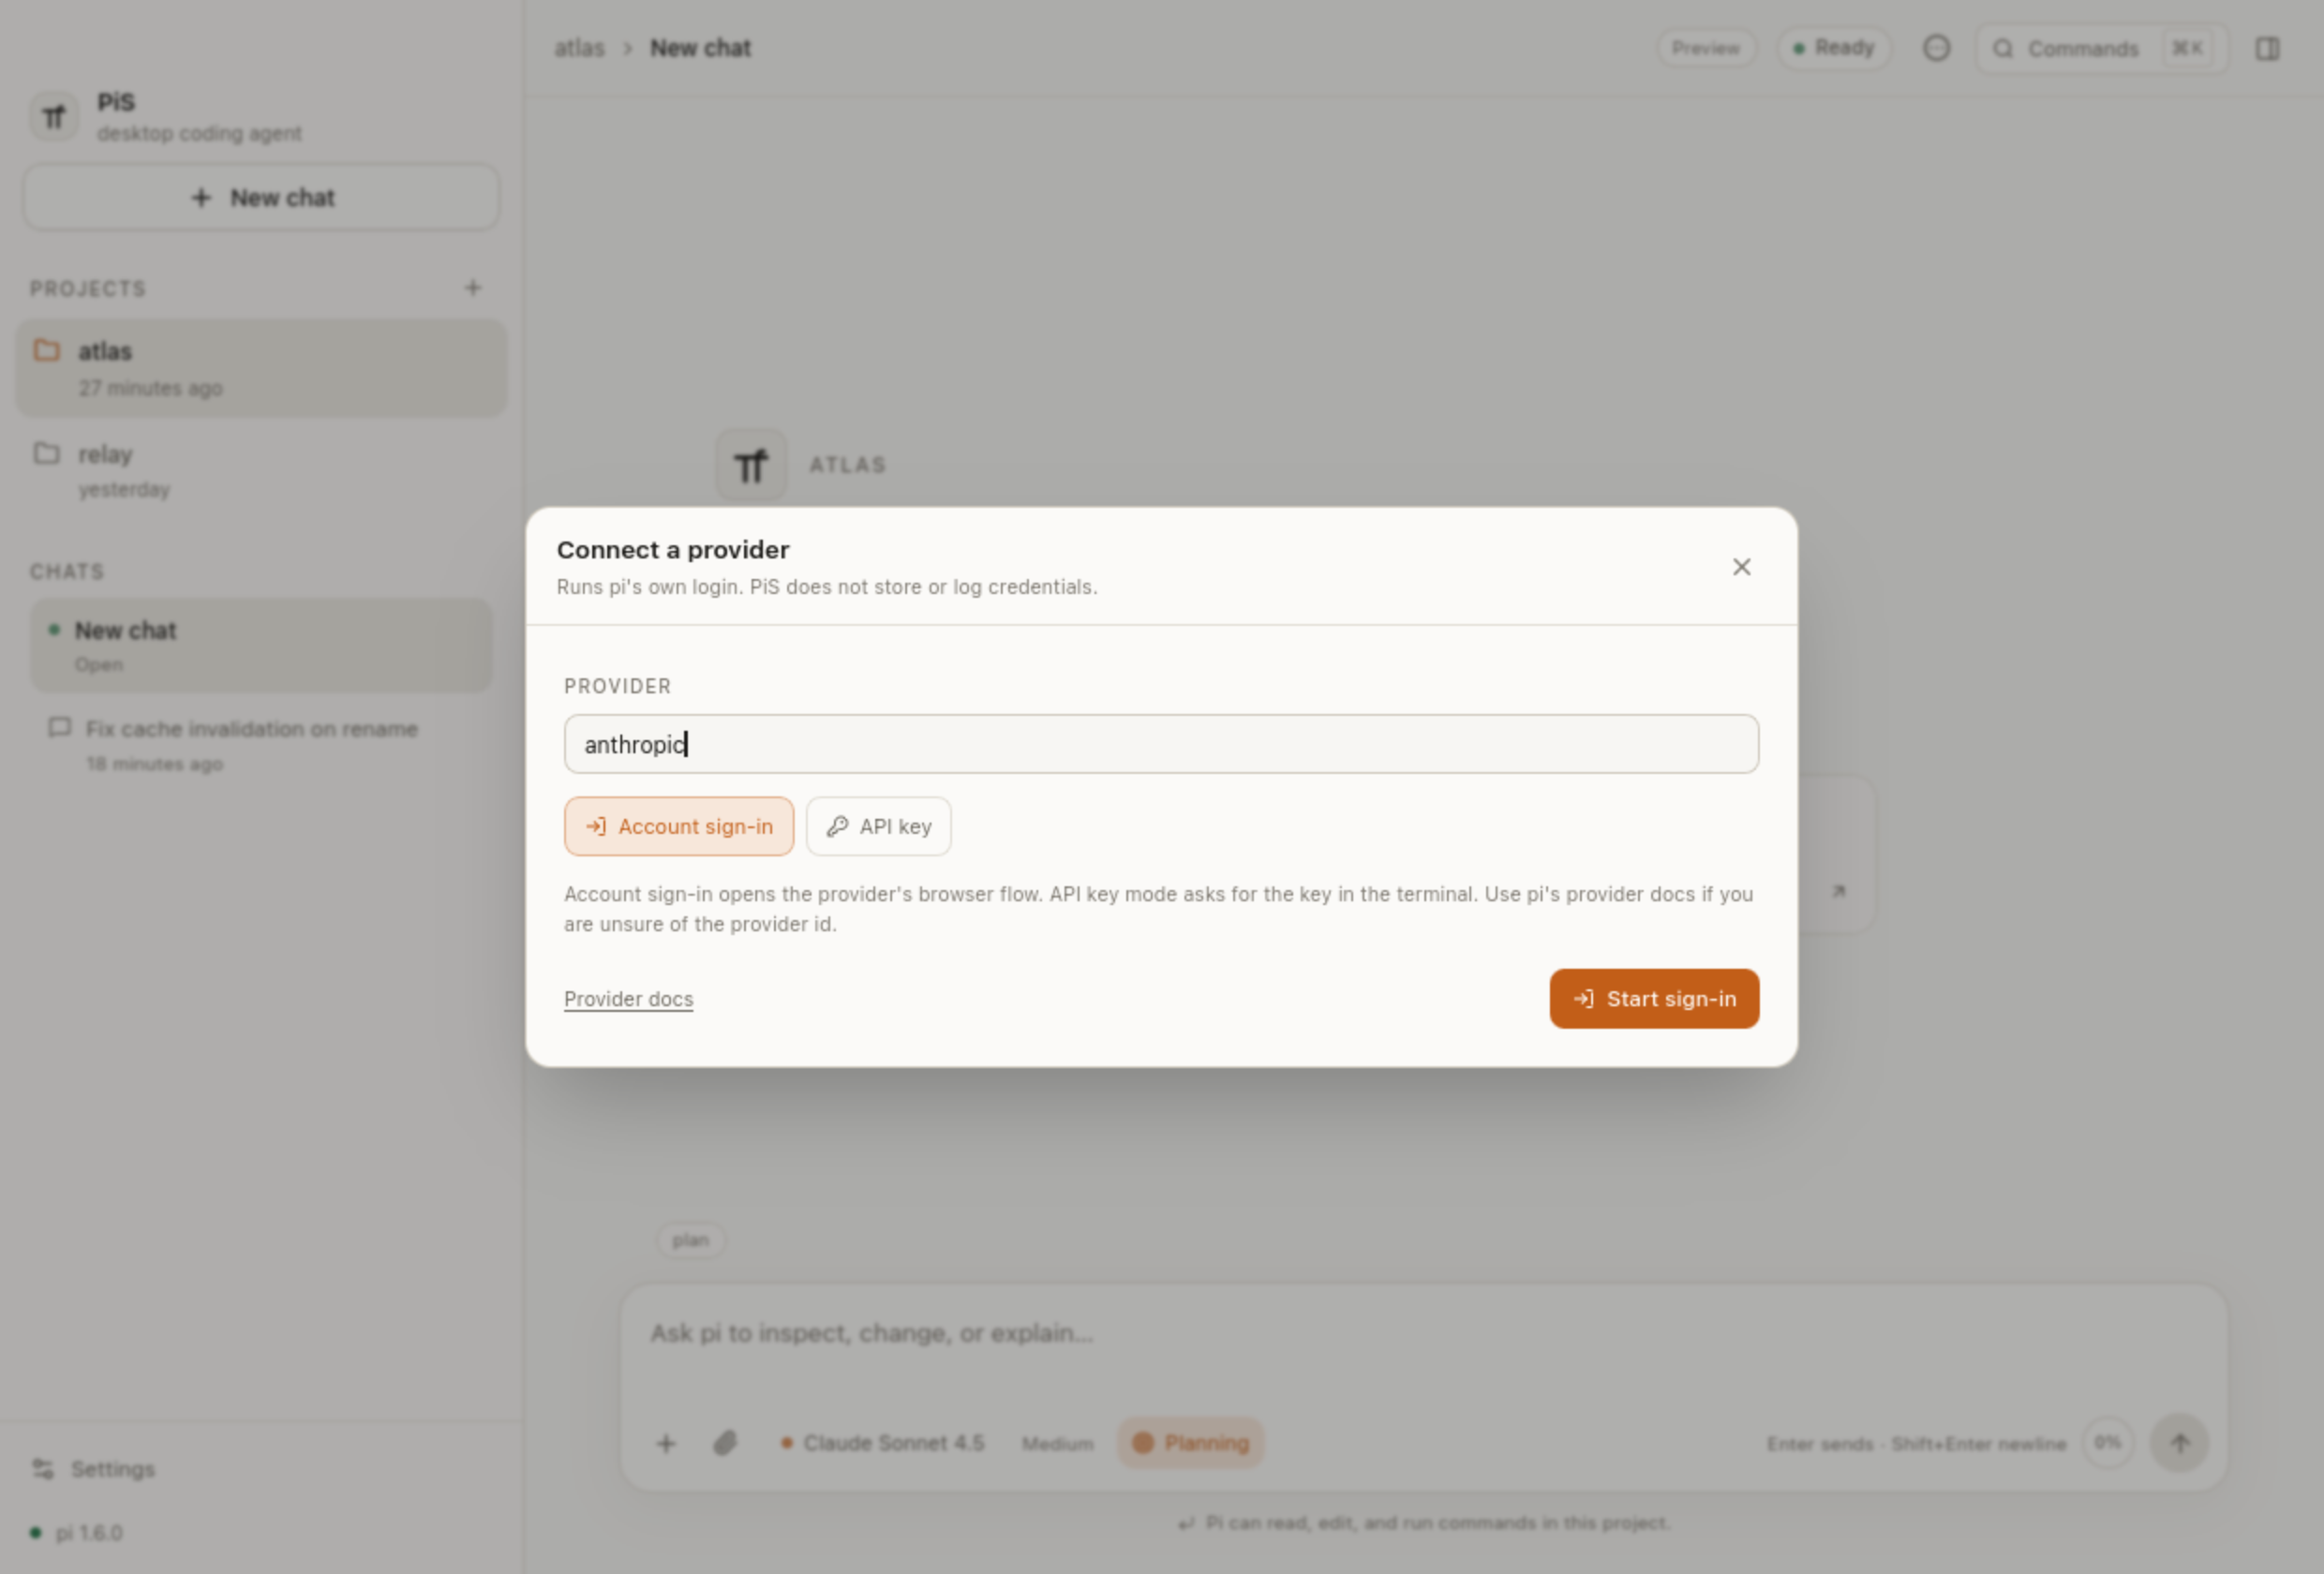 PiS
desktop coding agent
New chat
PROJECTS
atlas
27 minutes ago
relay
yesterday
CHATS
New chat
Open
Fix cache invalidation on rename
18 minutes ago
Settings
pi 1.6.0
atlas > New chat
Preview
Ready
Commands ⌘K
ATLAS
Connect a provider
Runs pi's own login. PiS does not store or log credentials.
PROVIDER
anthropic
Account sign-in
API key
Account sign-in opens the provider's browser flow. API key mode asks for the key in the terminal. Use pi's provider docs if you
are unsure of the provider id.
Provider docs
Start sign-in
plan
Ask pi to inspect, change, or explain...
Claude Sonnet 4.5
Medium
Planning
Enter sends · Shift+Enter newline
0%
Pi can read, edit, and run commands in this project.